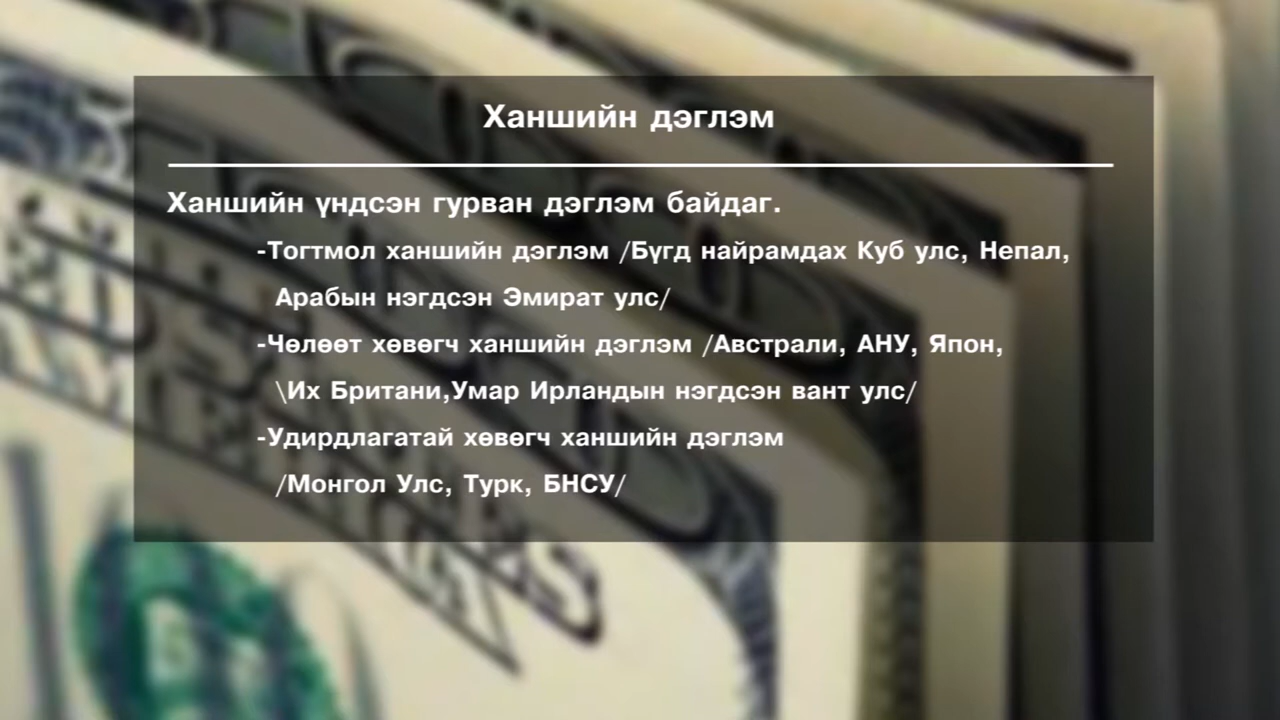 Ханшийн дэглэм
Ханшийн үндсэн гурван дэглэм байдаг.
-Тогтмол ханшийн дэглэм /Бүгд найрамдах Куб улс, Непал,
Арабын нэгдсэн Эмират улс/
-Чөлөөт хөвөгч ханшийн дэглэм /Австрали, АНУ, Япон,
\Их Британи,Умар Ирландын нэгдсэн вант улс/
-Удирдлагатай хөвөгч ханшийн дэглэм
/Монгол Улс, Турк, БНСУ/